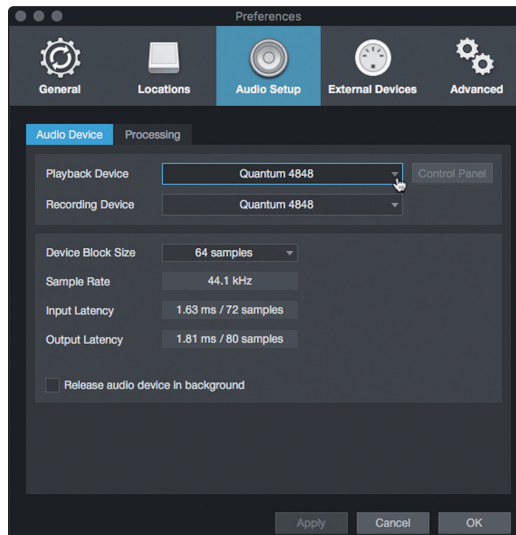 Preferences
General Locations Audio Setup External Devices Advanced
Audio Device Processing
Playback Device Quantum 4848 Control Panel
Recording Device Quantum 4848
Device Block Size 64 samples
Sample Rate 44.1 kHz
Input Latency 1.63 ms / 72 samples
Output Latency 1.81 ms / 80 samples
Release audio device in background
Apply Cancel OK